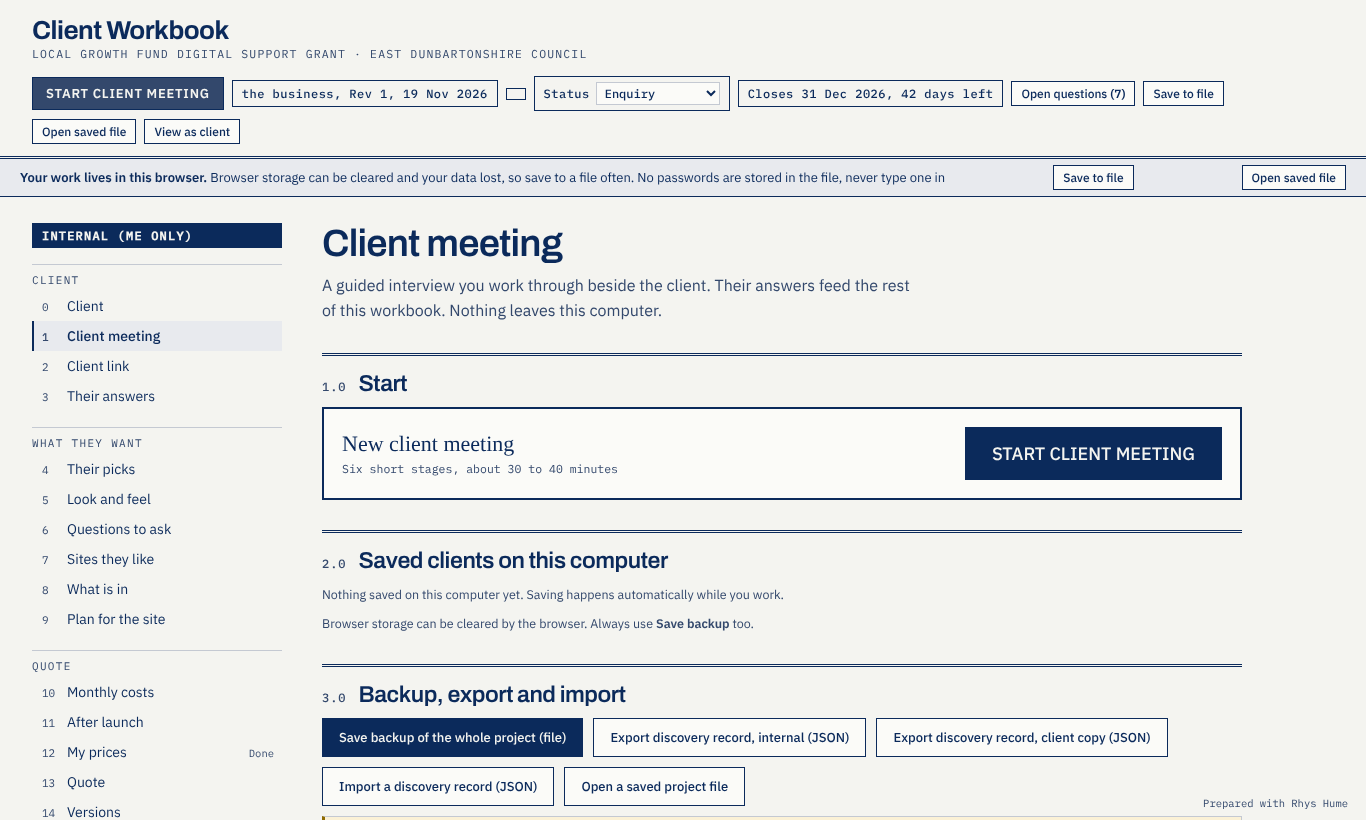 Client Workbook
LOCAL GROWTH FUND DIGITAL SUPPORT GRANT · EAST DUNBARTONSHIRE COUNCIL
START CLIENT MEETING
the business, Rev 1, 19 Nov 2026
Status Enquiry
Closes 31 Dec 2026, 42 days left
Open questions (7)
Save to file
Open saved file
View as client
Your work lives in this browser. Browser storage can be cleared and your data lost, so save to a file often. No passwords are stored in the file, never type one in
Save to file
Open saved file
INTERNAL (ME ONLY)
CLIENT
0 Client
1 Client meeting
2 Client link
3 Their answers
WHAT THEY WANT
4 Their picks
5 Look and feel
6 Questions to ask
7 Sites they like
8 What is in
9 Plan for the site
QUOTE
10 Monthly costs
11 After launch
12 My prices Done
13 Quote
14 Versions
Client meeting
A guided interview you work through beside the client. Their answers feed the rest
of this workbook. Nothing leaves this computer.
1.0 Start
New client meeting
Six short stages, about 30 to 40 minutes
START CLIENT MEETING
2.0 Saved clients on this computer
Nothing saved on this computer yet. Saving happens automatically while you work.
Browser storage can be cleared by the browser. Always use Save backup too.
3.0 Backup, export and import
Save backup of the whole project (file)
Export discovery record, internal (JSON)
Export discovery record, client copy (JSON)
Import a discovery record (JSON)
Open a saved project file
Prepared with Rhys Hume